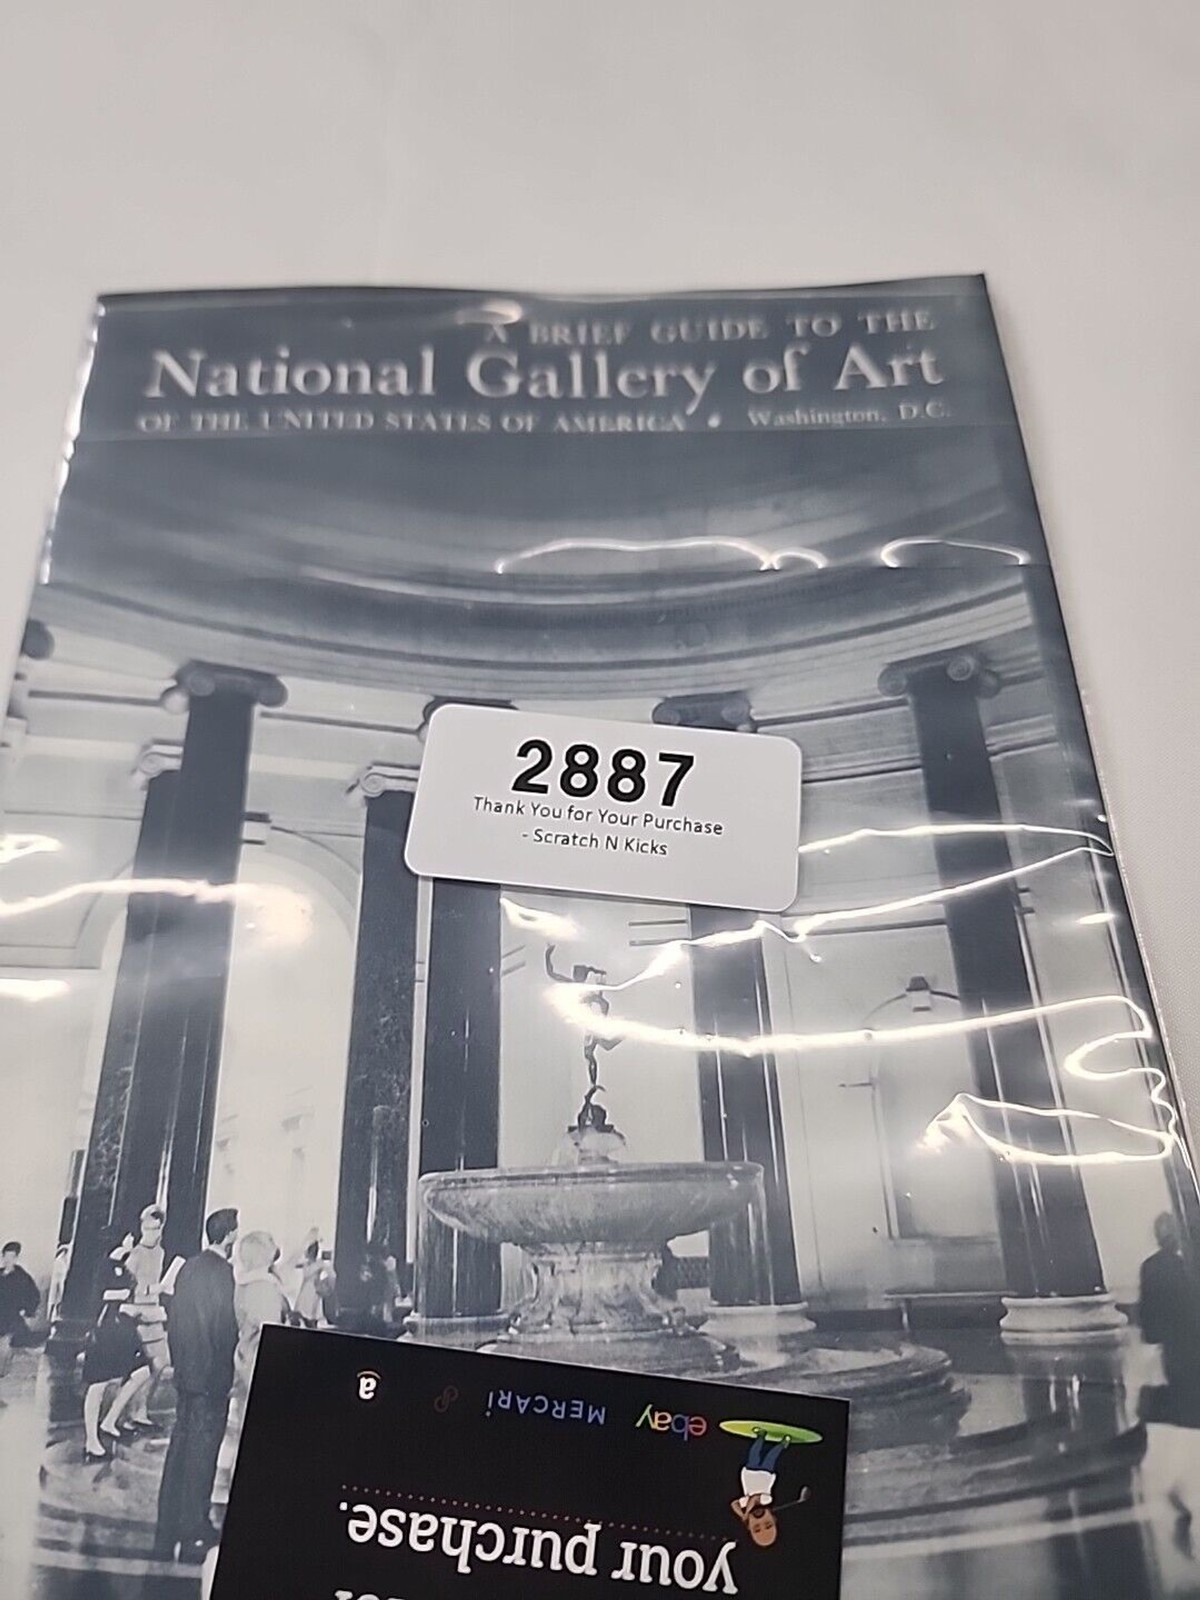 A BRIEF GUIDE TO THE
National Gallery of Art
OF THE UNITED STATES OF AMERICA • Washington, D.C.
2887
Thank You for Your Purchase
- Scratch N Kicks
your purchase.
ebay MERCARI a